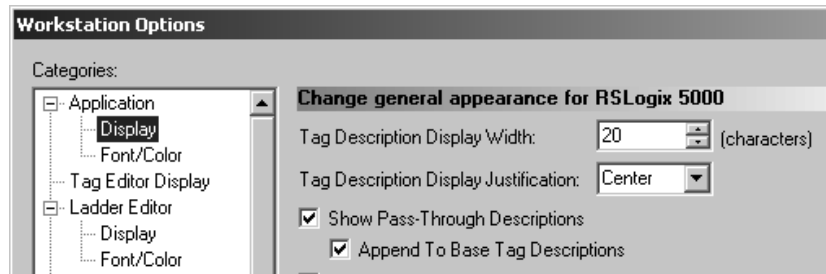 Workstation Options
Categories:
Application
Display
Font/Color
Tag Editor Display
Ladder Editor
Display
Font/Color
Change general appearance for RSLogix 5000
Tag Description Display Width: 20 (characters)
Tag Description Display Justification: Center
Show Pass-Through Descriptions
Append To Base Tag Descriptions